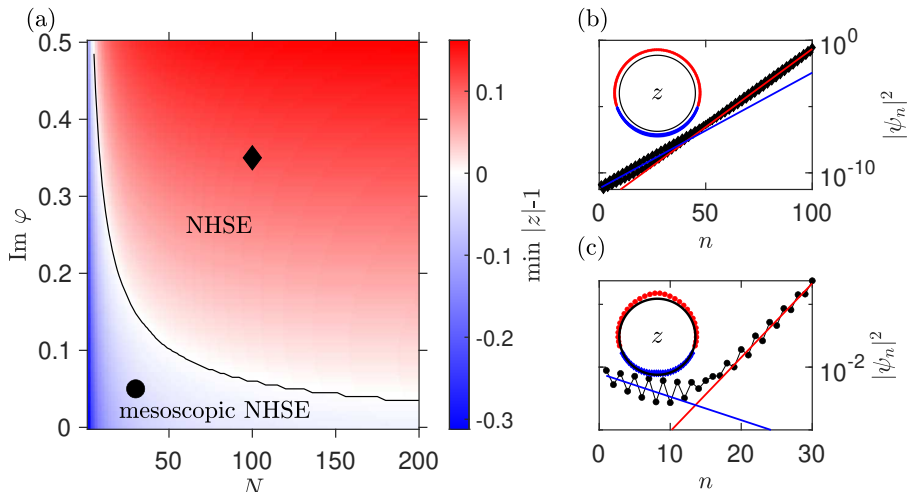 (a)
0.5
0.4
0.3
0.2
0.1
0
Im φ
NHSE
mesoscopic NHSE
50 100 150 200
N
0.1
0
-0.1
-0.2
-0.3
min |z|-1
(b)
z
10^0
10^-10
|ψ_n|^2
0 50 100
n
(c)
z
10^-2
|ψ_n|^2
0 10 20 30
n